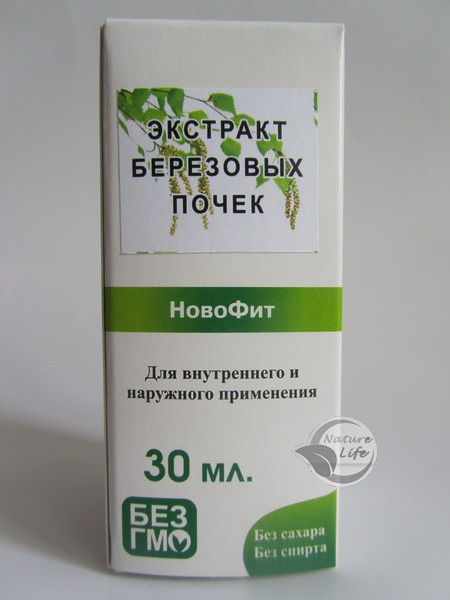 ЭКСТРАКТ
БЕРЕЗОВЫХ
ПОЧЕК
НовоФит
Для внутреннего и
наружного применения
Nature
Life
30 мл.
БЕЗ
ГМО
Без сахара
Без спирта